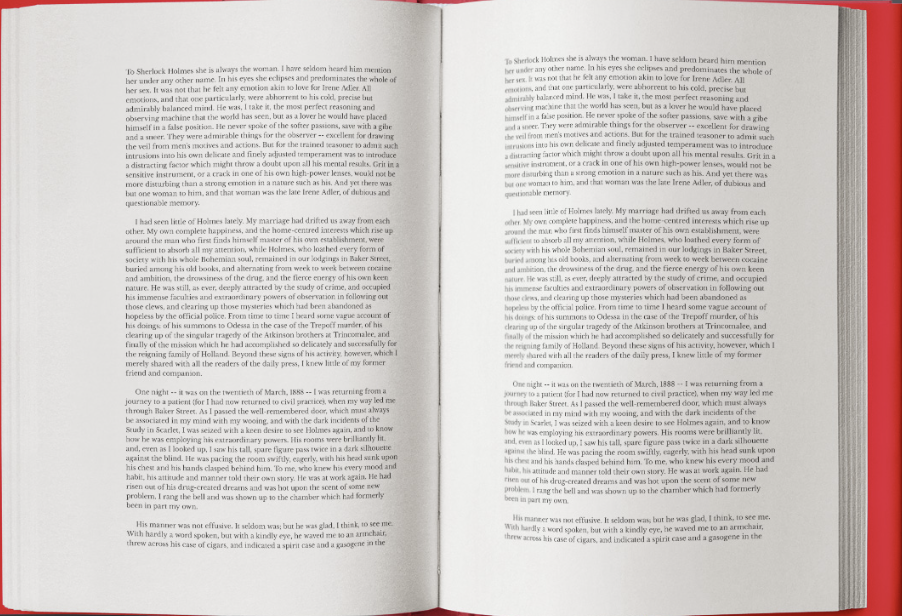 To Sherlock Holmes she is always the woman. I have seldom heard him mention
her under any other name. In his eyes she eclipses and predominates the whole of
her sex. It was not that he felt any emotion akin to love for Irene Adler. All
emotions, and that one particularly, were abhorrent to his cold, precise but
admirably balanced mind. He was, I take it, the most perfect reasoning and
observing machine that the world has seen, but as a lover he would have placed
himself in a false position. He never spoke of the softer passions, save with a gibe
and a sneer. They were admirable things for the observer -- excellent for drawing
the veil from men's motives and actions. But for the trained teasoner to admit such
intrusions into his own delicate and finely adjusted temperament was to introduce
a distracting factor which might throw a doubt upon all his mental results. Grit in a
sensitive instrument, or a crack in one of his own high-power lenses, would not be
more disturbing than a strong emotion in a nature such as his. And yet there was
but one woman to him, and that woman was the late Irene Adler, of dubious and
questionable memory.
I had seen little of Holmes lately. My marriage had drifted us away from each
other. My own complete happiness, and the home-centred interests which rise up
around the man who first finds himself master of his own establishment, were
sufficient to absorb all my attention, while Holmes, who loathed every form of
society with his whole Bohemian soul, remained in our lodgings in Baker Street,
buried among his old books, and alternating from week to week between cocaine
and ambition, the drowsiness of the drug, and the fierce energy of his own keen
nature. He was still, as ever, deeply attracted by the study of crime, and occupied
his immense faculties and extraordinary powers of observation in following out
those clews, and clearing up those mysteries which had been abandoned as
hopeless by the official police. From time to time I heard some vague account of
his doings: of his summons to Odessa in the case of the Trepoff murder, of his
clearing up of the singular tragedy of the Atkinson brothers at Trincomalee, and
finally of the mission which he had accomplished so delicately and successfully for
the reigning family of Holland. Beyond these signs of his activity, however, which I
merely shared with all the readers of the daily press, I knew little of my former
friend and companion.
One night -- it was on the twentieth of March, 1888 -- I was returning from a
journey to a patient (for I had now returned to civil practice), when my way led me
through Baker Street. As I passed the well-remembered door, which must always
be associated in my mind with my wooing, and with the dark incidents of the
Study in Scarlet, I was seized with a keen desire to see Holmes again, and to know
how he was employing his extraordinary powers. His rooms were brilliantly lit,
and, even as I looked up, I saw his tall, spare figure pass twice in a dark silhouette
against the blind. He was pacing the room swiftly, eagerly, with his head sunk upon
his chest and his hands clasped behind him. To me, who knew his every mood and
habit, his attitude and manner told their own story. He was at work again. He had
risen out of his drug-created dreams and was hot upon the scent of some new
problem. I rang the bell and was shown up to the chamber which had formerly
been in part my own.
His manner was not effusive. It seldom was; but he was glad, I think, to see me.
With hardly a word spoken, but with a kindly eye, he waved me to an armchair,
threw across his case of cigars, and indicated a spirit case and a gasogene in the
To Sherlock Holmes she is always the woman. I have seldom heard him mention
her under any other name. In his eyes she eclipses and predominates the whole of
her sex. It was not that he felt any emotion akin to love for Irene Adler. All
emotions, and that one particularly, were abhorrent to his cold, precise but
admirably balanced mind. He was, I take it, the most perfect reasoning and
observing machine that the world has seen, but as a lover he would have placed
himself in a false position. He never spoke of the softer passions, save with a gibe
and a sneer. They were admirable things for the observer -- excellent for drawing
the veil from men's motives and actions. But for the trained teasoner to admit such
intrusions into his own delicate and finely adjusted temperament was to introduce
a distracting factor which might throw a doubt upon all his mental results. Grit in a
sensitive instrument, or a crack in one of his own high-power lenses, would not be
more disturbing than a strong emotion in a nature such as his. And yet there was
but one woman to him, and that woman was the late Irene Adler, of dubious and
questionable memory.
I had seen little of Holmes lately. My marriage had drifted us away from each
other. My own complete happiness, and the home-centred interests which rise up
around the man who first finds himself master of his own establishment, were
sufficient to absorb all my attention, while Holmes, who loathed every form of
society with his whole Bohemian soul, remained in our lodgings in Baker Street,
buried among his old books, and alternating from week to week between cocaine
and ambition, the drowsiness of the drug, and the fierce energy of his own keen
nature. He was still, as ever, deeply attracted by the study of crime, and occupied
his immense faculties and extraordinary powers of observation in following out
those clews, and clearing up those mysteries which had been abandoned as
hopeless by the official police. From time to time I heard some vague account of
his doings: of his summons to Odessa in the case of the Trepoff murder, of his
clearing up of the singular tragedy of the Atkinson brothers at Trincomalee, and
finally of the mission which he had accomplished so delicately and successfully for
the reigning family of Holland. Beyond these signs of his activity, however, which I
merely shared with all the readers of the daily press, I knew little of my former
friend and companion.
One night -- it was on the twentieth of March, 1888 -- I was returning from a
journey to a patient (for I had now returned to civil practice), when my way led me
through Baker Street. As I passed the well-remembered door, which must always
be associated in my mind with my wooing, and with the dark incidents of the
Study in Scarlet, I was seized with a keen desire to see Holmes again, and to know
how he was employing his extraordinary powers. His rooms were brilliantly lit,
and, even as I looked up, I saw his tall, spare figure pass twice in a dark silhouette
against the blind. He was pacing the room swiftly, eagerly, with his head sunk upon
his chest and his hands clasped behind him. To me, who knew his every mood and
habit, his attitude and manner told their own story. He was at work again. He had
risen out of his drug-created dreams and was hot upon the scent of some new
problem. I rang the bell and was shown up to the chamber which had formerly
been in part my own.
His manner was not effusive. It seldom was; but he was glad, I think, to see me.
With hardly a word spoken, but with a kindly eye, he waved me to an armchair,
threw across his case of cigars, and indicated a spirit case and a gasogene in the